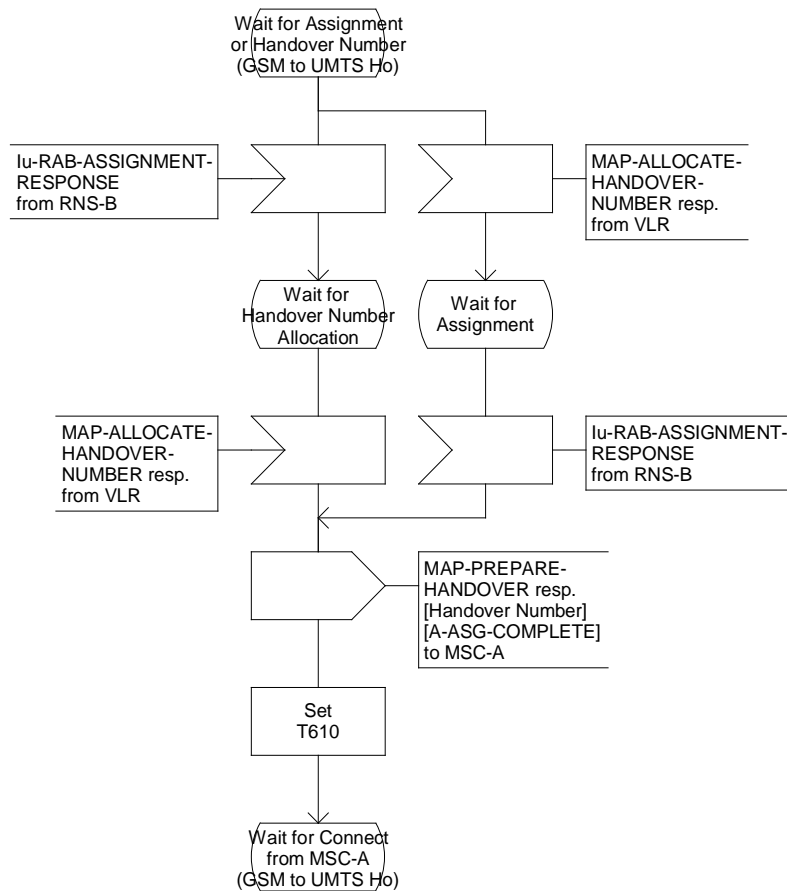 Wait for Assignment
or Handover Number
(GSM to UMTS Ho)
Iu-RAB-ASSIGNMENT-
RESPONSE
from RNS-B
MAP-ALLOCATE-
HANDOVER-
NUMBER resp.
from VLR
Wait for
Handover Number
Allocation
Wait for
Assignment
MAP-ALLOCATE-
HANDOVER-
NUMBER resp.
from VLR
Iu-RAB-ASSIGNMENT-
RESPONSE
from RNS-B
MAP-PREPARE-
HANDOVER resp.
[Handover Number]
[A-ASG-COMPLETE]
to MSC-A
Set
T610
Wait for Connect
from MSC-A
(GSM to UMTS Ho)